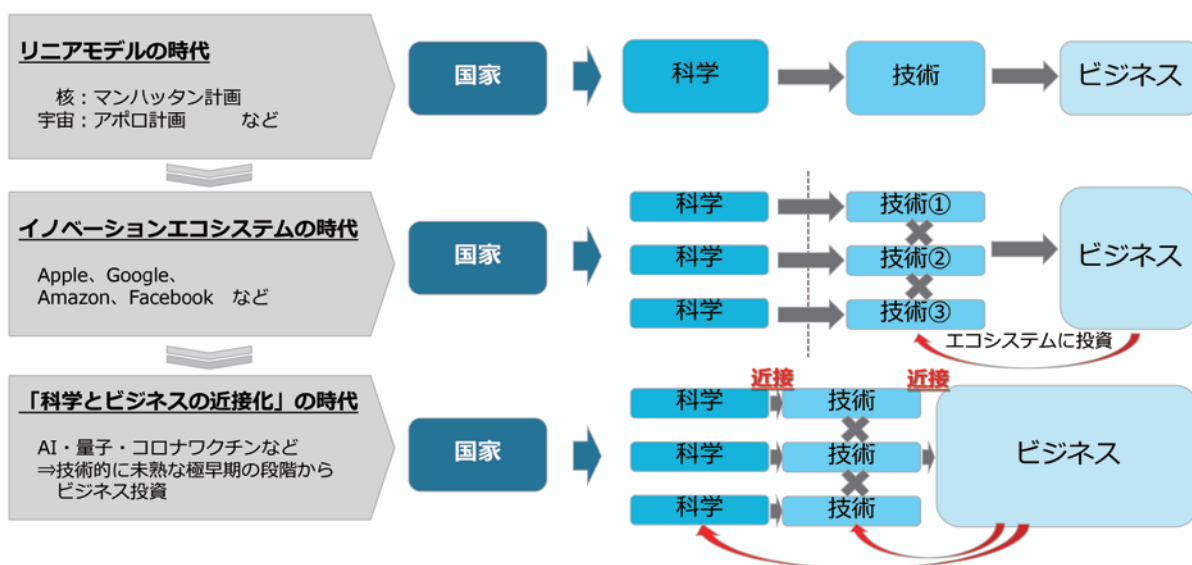 リニアモデルの時代
核：マンハッタン計画
宇宙：アポロ計画　　など
国家
科学
技術
ビジネス
イノベーションエコシステムの時代
Apple、Google、
Amazon、Facebook　など
国家
科学
技術①
科学
技術②
科学
技術③
ビジネス
エコシステムに投資
「科学とビジネスの近接化」の時代
AI・量子・コロナワクチンなど
⇒技術的に未熟な極早期の段階から
ビジネス投資
国家
近接
近接
科学
技術
科学
技術
科学
技術
ビジネス